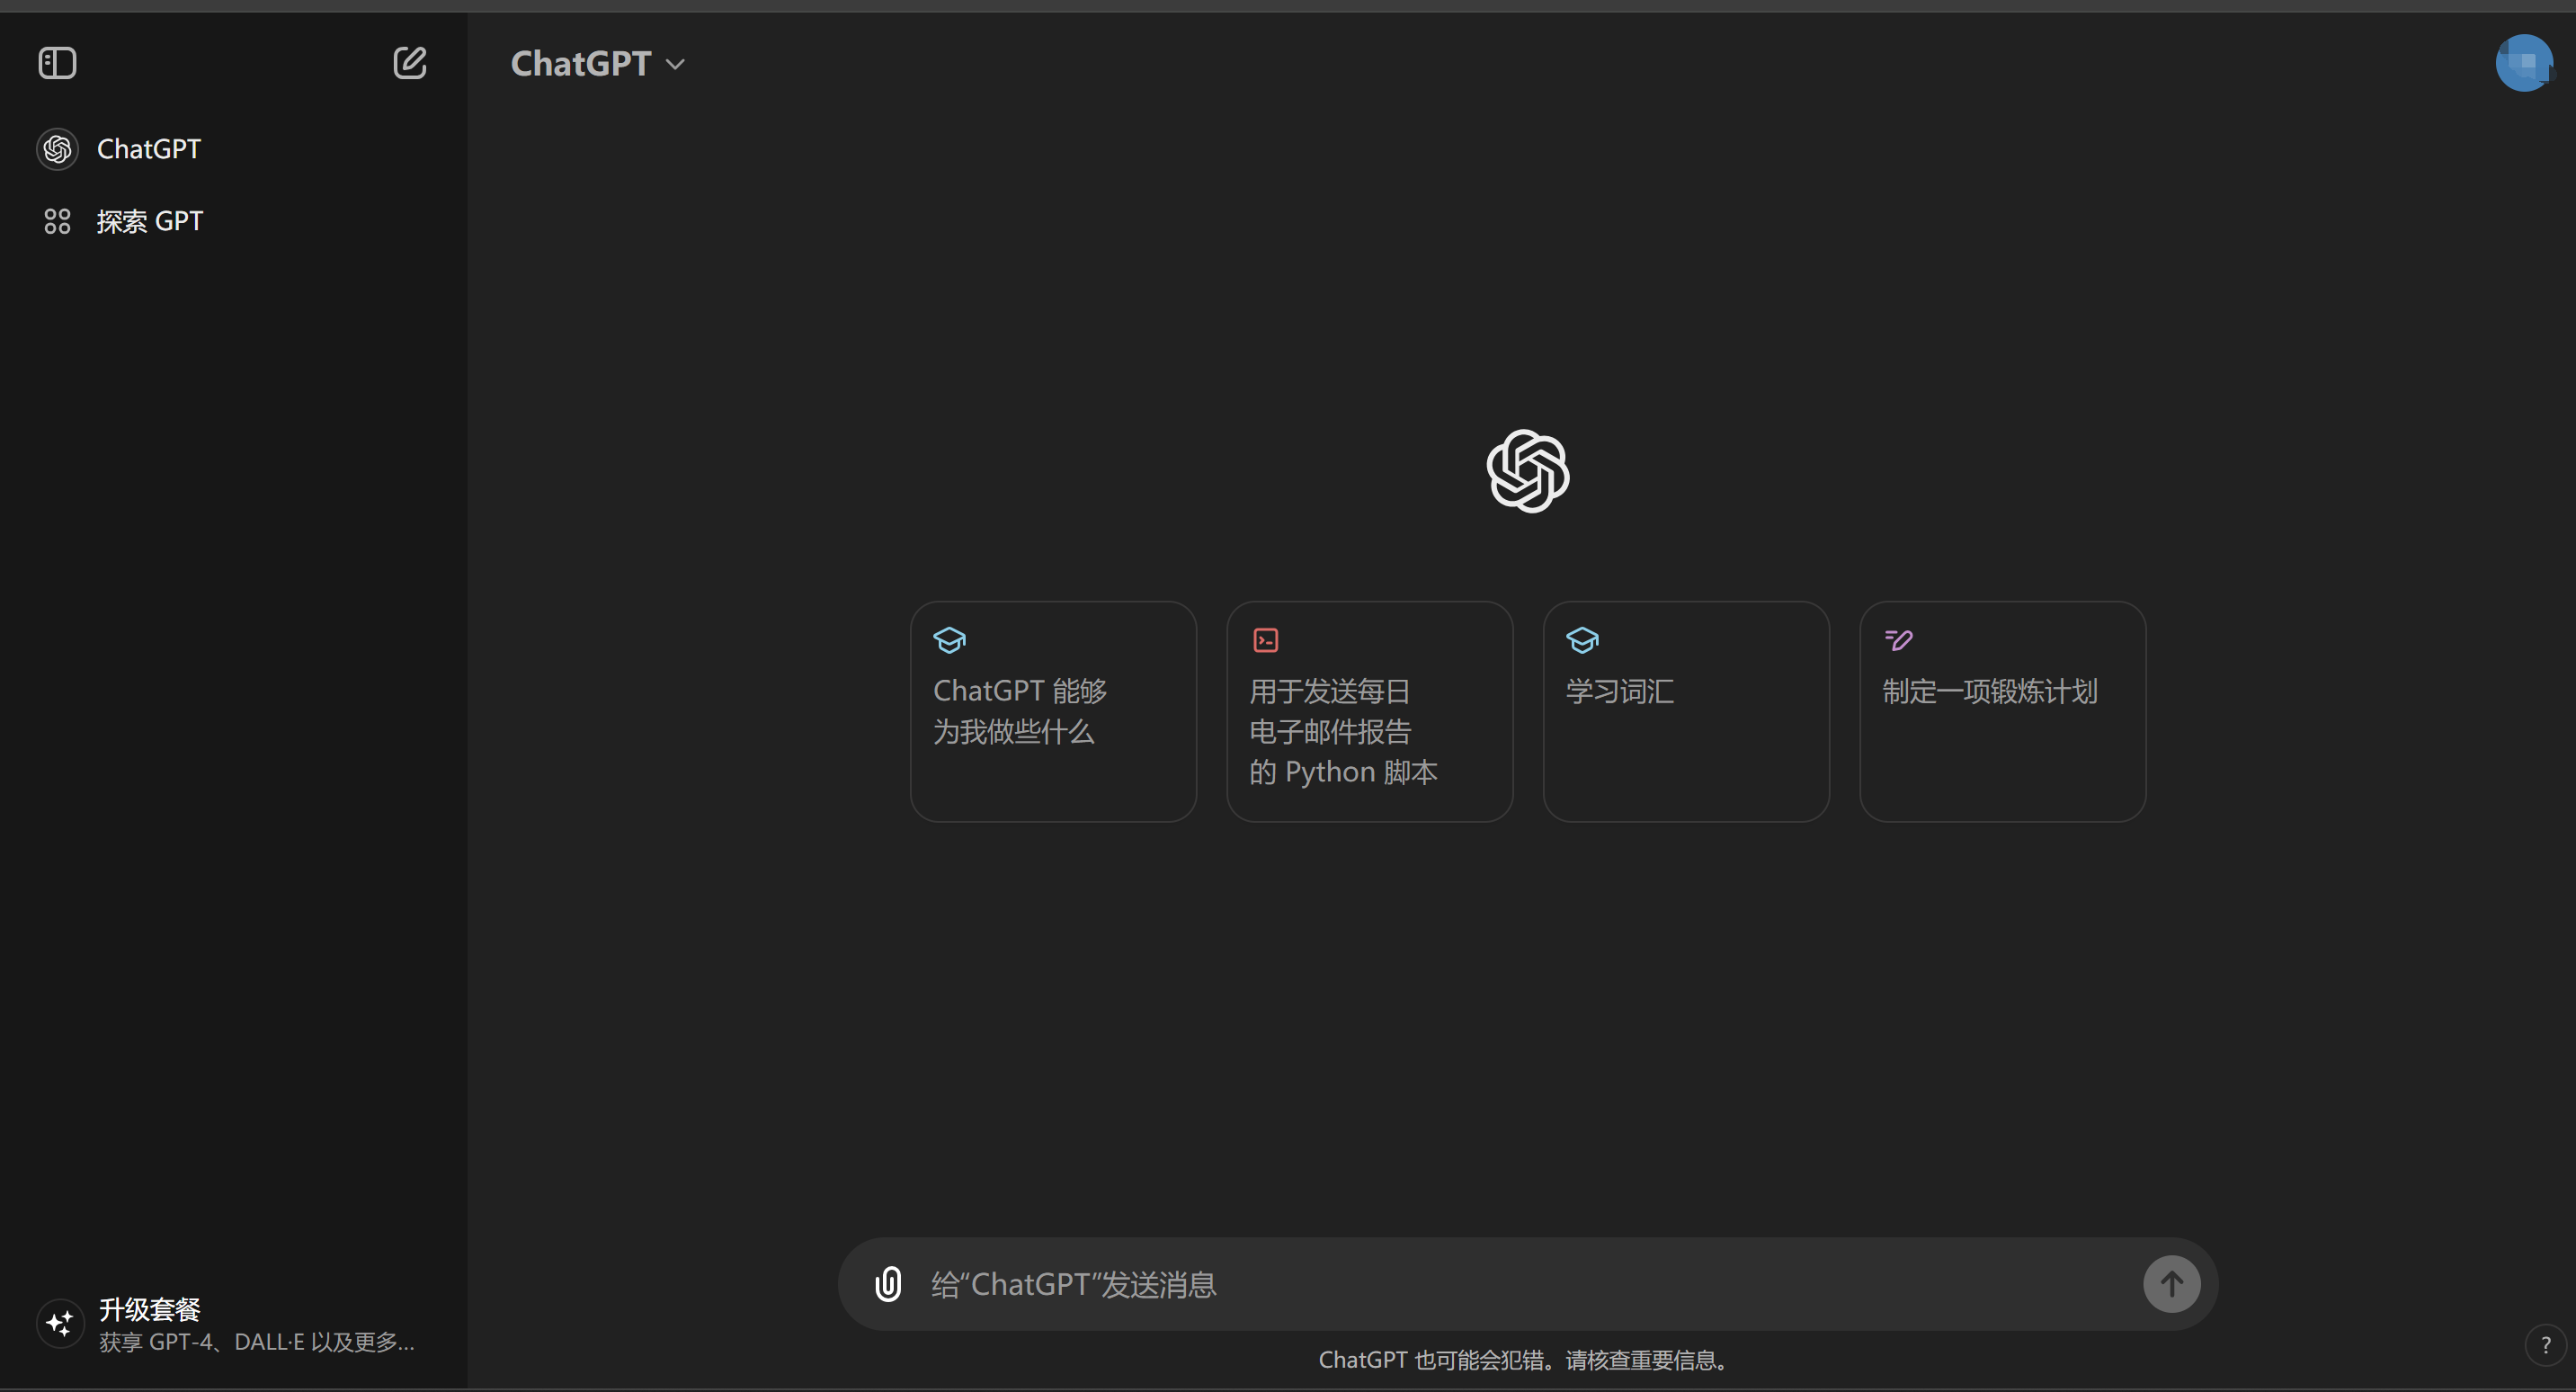 ChatGPT
ChatGPT
探索 GPT
ChatGPT 能够
为我做些什么
用于发送每日
电子邮件报告
的 Python 脚本
学习词汇
制定一项锻炼计划
给“ChatGPT”发送消息
升级套餐
获享 GPT-4、DALL·E 以及更多...
ChatGPT 也可能会犯错。请核查重要信息。
?